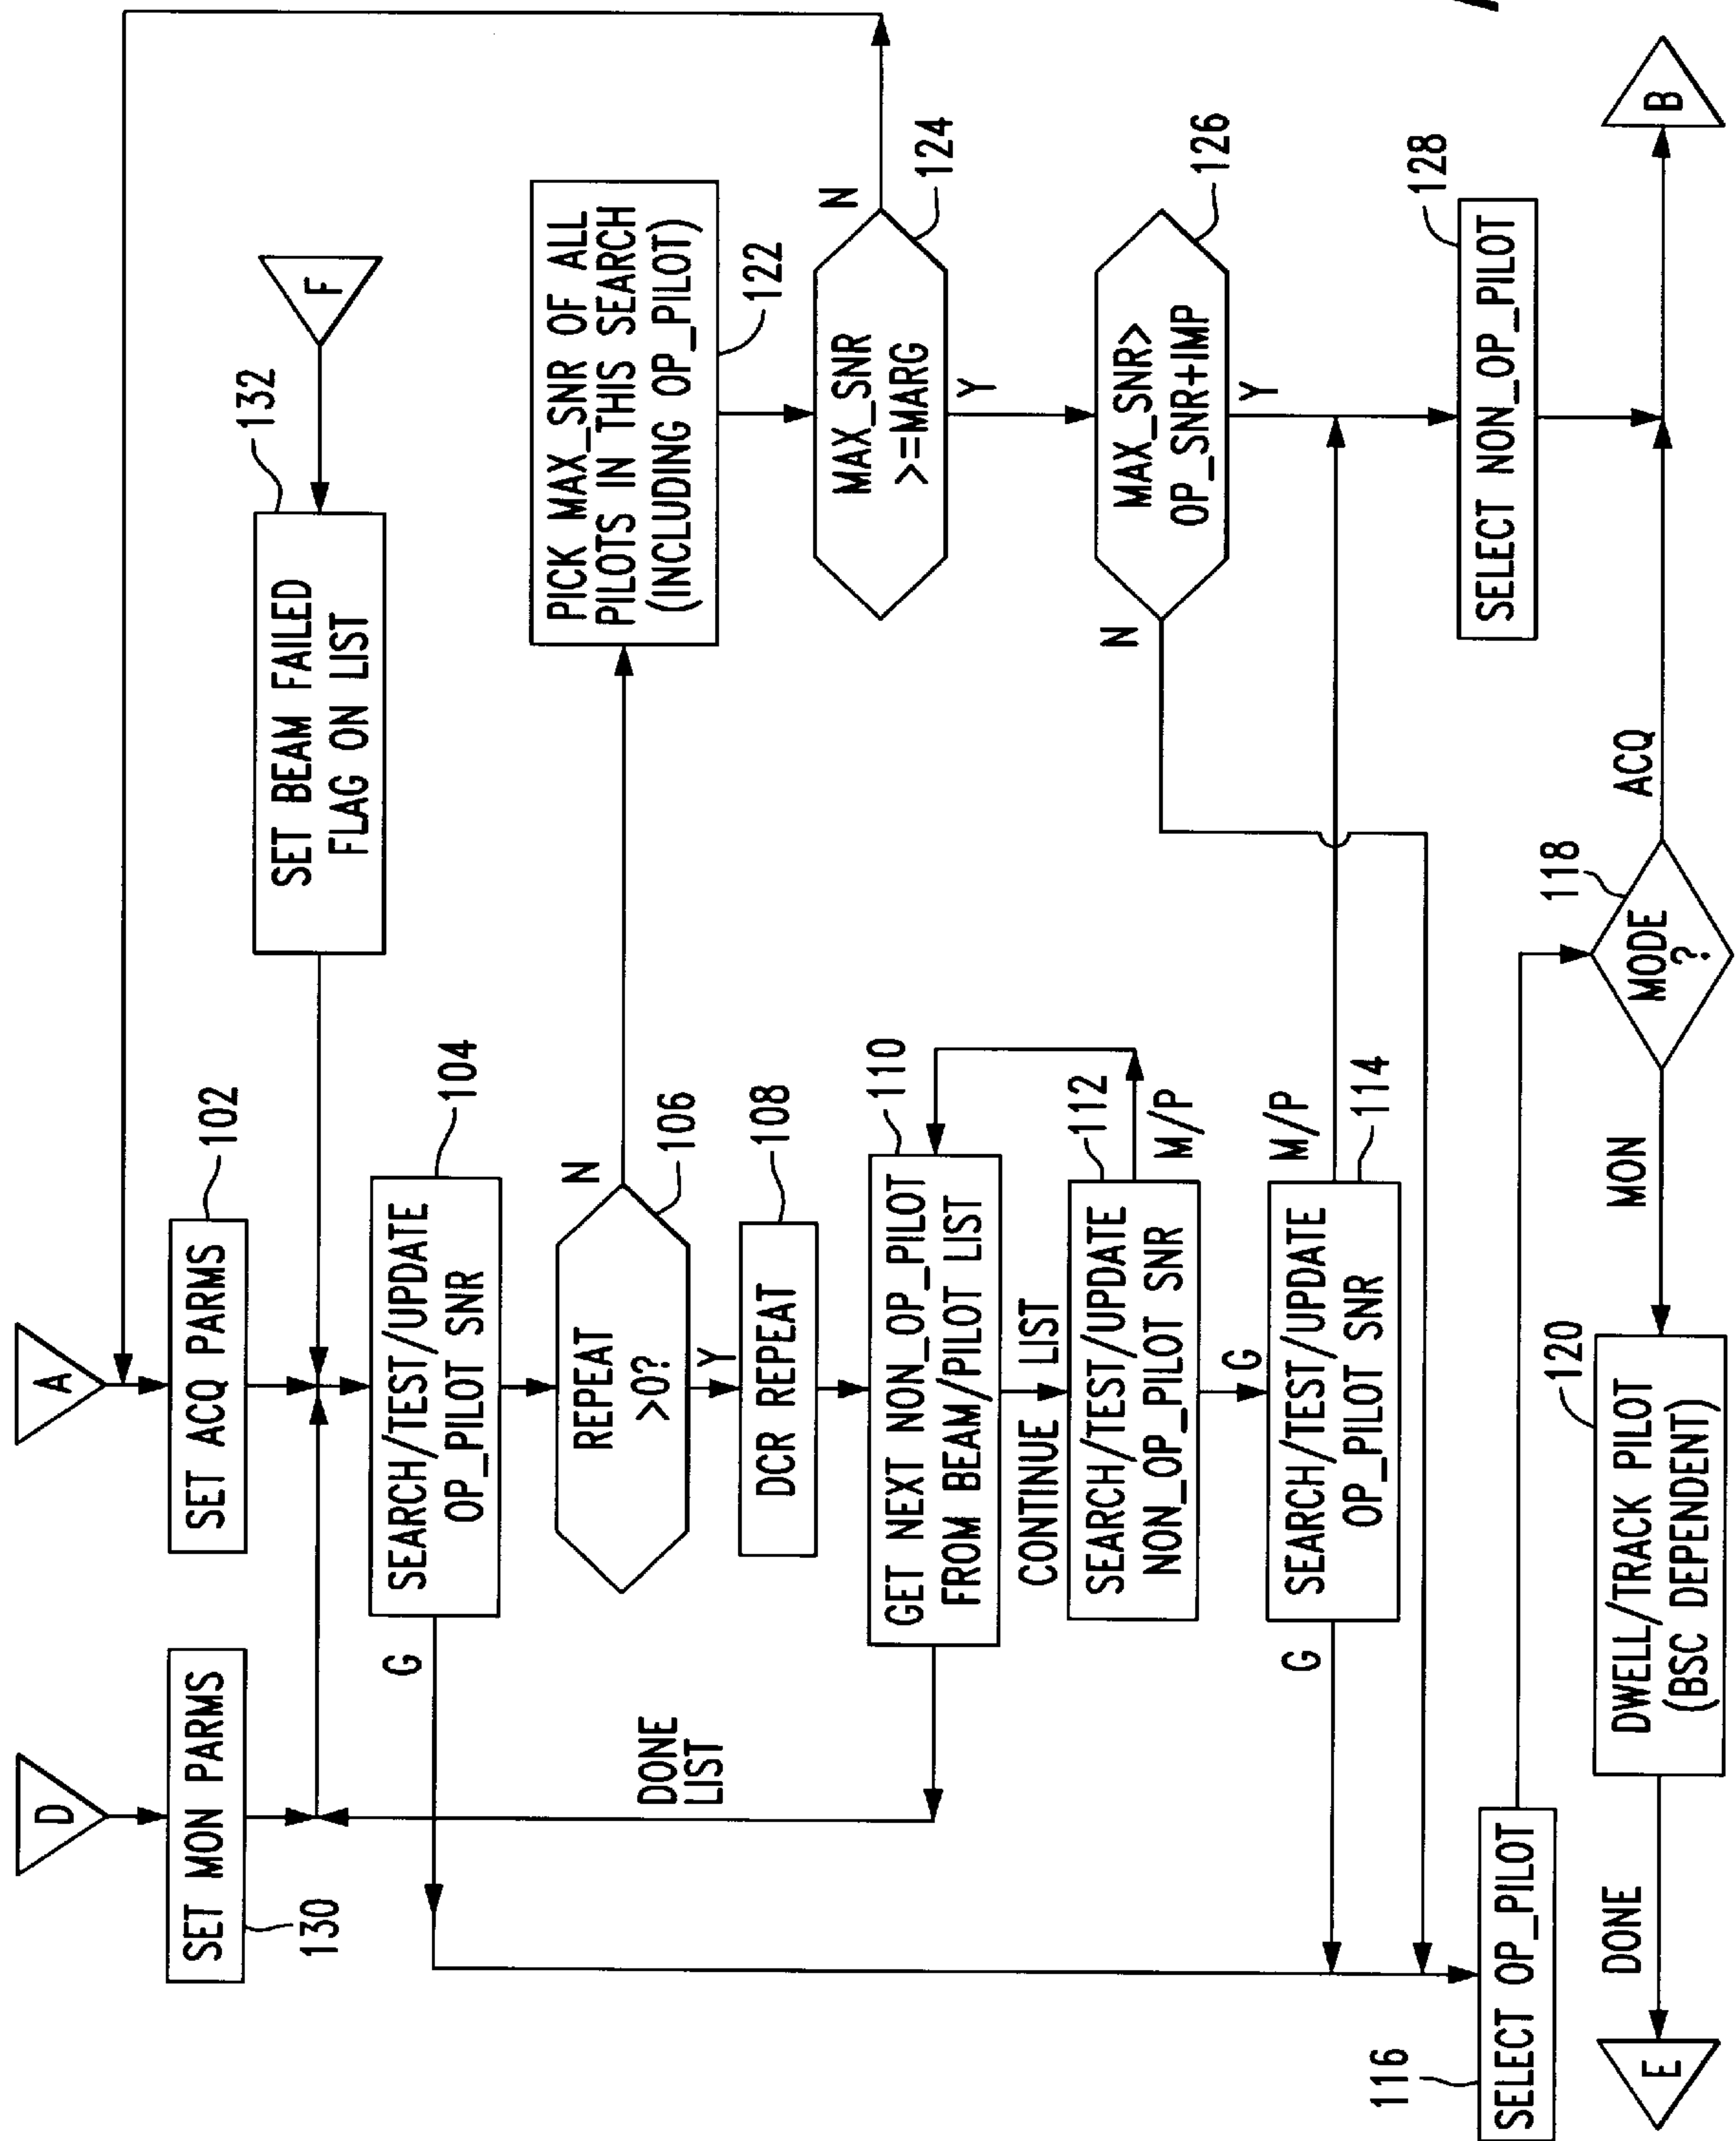 D
A
SET MON PARMS
130
SET ACQ PARMS
102
SET BEAM FAILED
FLAG ON LIST
132
F
SEARCH/TEST/UPDATE
OP_PILOT SNR
104
G
REPEAT
>0?
106
N
Y
PICK MAX_SNR OF ALL
PILOTS IN THIS SEARCH
(INCLUDING OP_PILOT)
122
DCR REPEAT
108
MAX_SNR
>=MARG
124
N
Y
DONE
LIST
GET NEXT NON_OP_PILOT
FROM BEAM/PILOT LIST
110
CONTINUE LIST
SEARCH/TEST/UPDATE
NON_OP_PILOT SNR
112
M/P
G
MAX_SNR>
OP_SNR+IMP
126
N
Y
SEARCH/TEST/UPDATE
OP_PILOT SNR
114
G
M/P
116
SELECT OP_PILOT
SELECT NON_OP_PILOT
128
E
DONE
DWELL/TRACK PILOT
(BSC DEPENDENT)
120
MON
MODE
?
118
ACQ
B